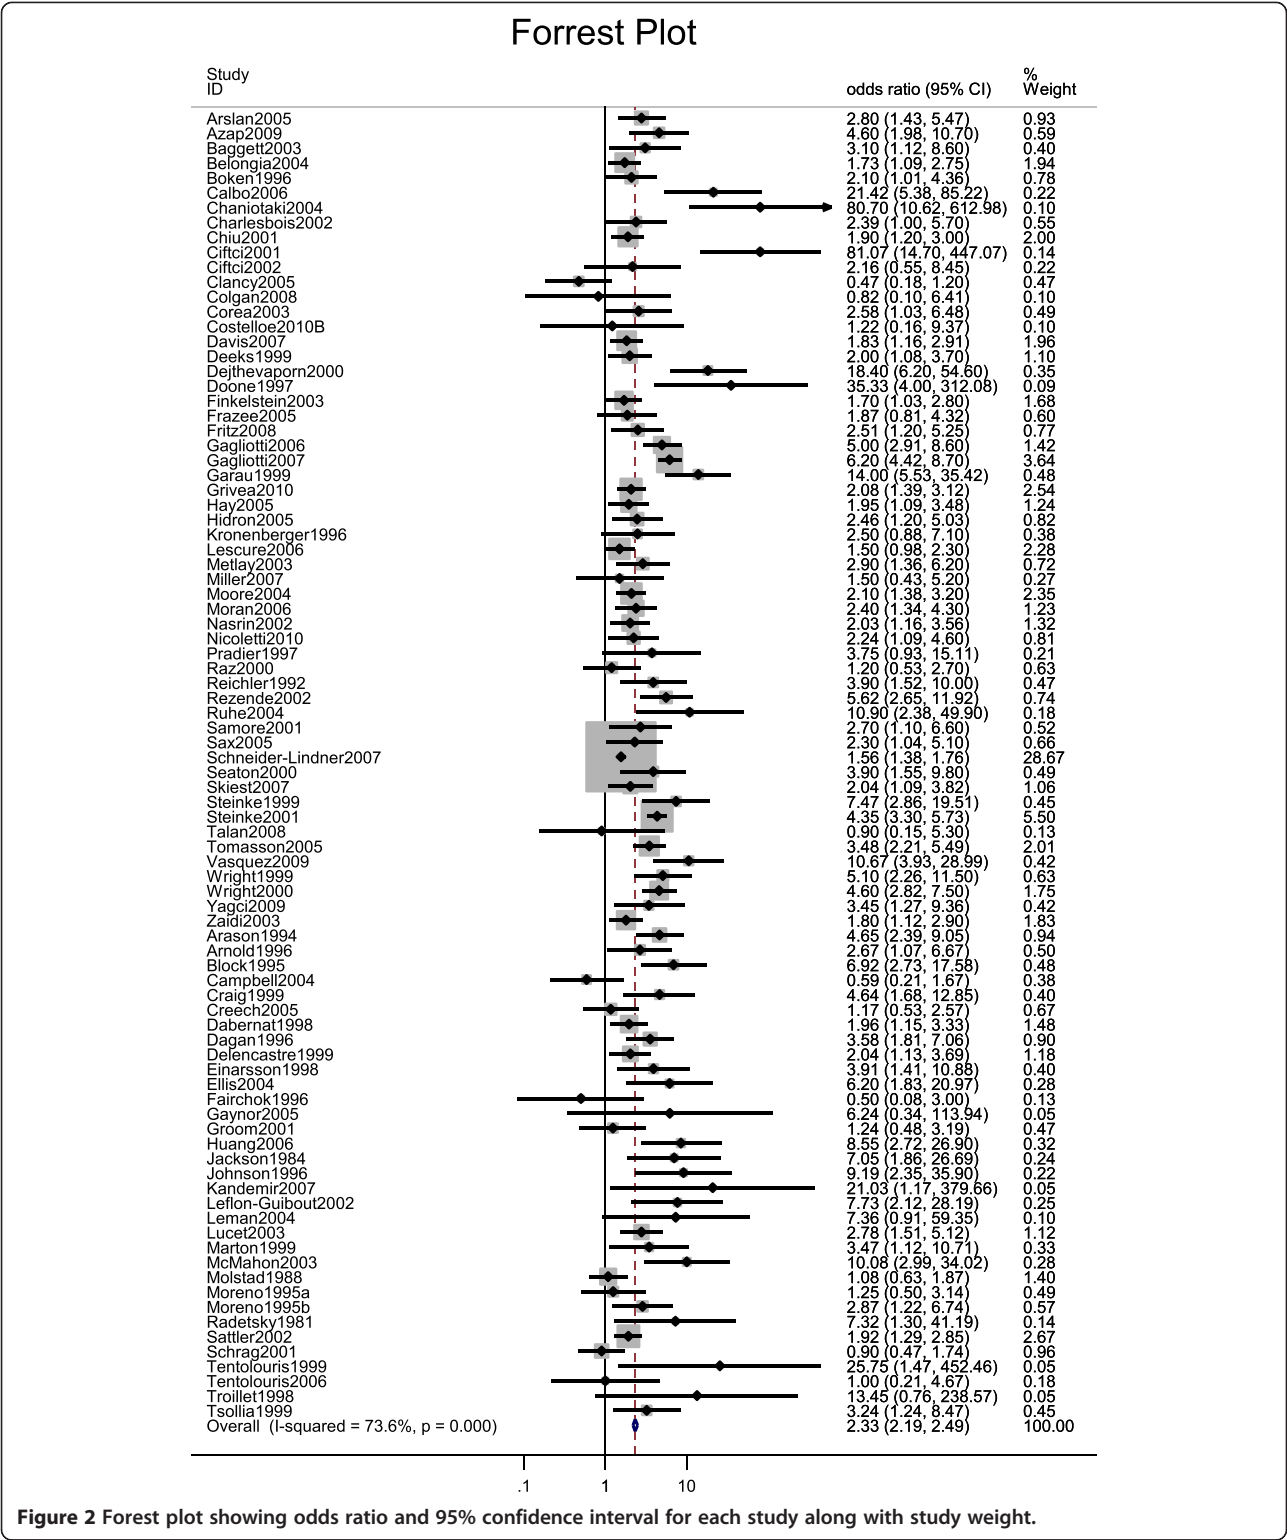 Forrest Plot
Study %
ID odds ratio (95% CI) Weight
Arslan2005 2.80 (1.43, 5.47) 0.93
Azap2009 4.60 (1.98, 10.70) 0.59
Baggett2003 3.10 (1.12, 8.60) 0.40
Belongia2004 1.73 (1.09, 2.75) 1.94
Boken1996 2.10 (1.01, 4.36) 0.78
Calbo2006 21.42 (5.38, 85.22) 0.22
Chaniotaki2004 80.70 (10.62, 612.98) 0.10
Charlesbois2002 2.39 (1.00, 5.70) 0.55
Chiu2001 1.90 (1.20, 3.00) 2.00
Ciftci2001 81.07 (14.70, 447.07) 0.14
Ciftci2002 2.16 (0.55, 8.45) 0.22
Clancy2005 0.47 (0.18, 1.20) 0.47
Colgan2008 0.82 (0.10, 6.41) 0.10
Corea2003 2.58 (1.03, 6.48) 0.49
Costelloe2010B 1.22 (0.16, 9.37) 0.10
Davis2007 1.83 (1.16, 2.91) 1.96
Deeks1999 2.00 (1.08, 3.70) 1.10
Dejthevaporn2000 18.40 (6.20, 54.60) 0.35
Doone1997 35.33 (4.00, 312.08) 0.09
Finkelstein2003 1.70 (1.03, 2.80) 1.68
Frazee2005 1.87 (0.81, 4.32) 0.60
Fritz2008 2.51 (1.20, 5.25) 0.77
Gagliotti2006 5.00 (2.91, 8.60) 1.42
Gagliotti2007 6.20 (4.42, 8.70) 3.64
Garau1999 14.00 (5.53, 35.42) 0.48
Grivea2010 2.08 (1.39, 3.12) 2.54
Hay2005 1.95 (1.09, 3.48) 1.24
Hidron2005 2.46 (1.20, 5.03) 0.82
Kronenberger1996 2.50 (0.88, 7.10) 0.38
Lescure2006 1.50 (0.98, 2.30) 2.28
Metlay2003 2.90 (1.36, 6.20) 0.72
Miller2007 1.50 (0.43, 5.20) 0.27
Moore2004 2.10 (1.38, 3.20) 2.35
Moran2006 2.40 (1.34, 4.30) 1.23
Nasrin2002 2.03 (1.16, 3.56) 1.32
Nicoletti2010 2.24 (1.09, 4.60) 0.81
Pradier1997 3.75 (0.93, 15.11) 0.21
Raz2000 1.20 (0.53, 2.70) 0.63
Reichler1992 3.90 (1.52, 10.00) 0.47
Rezende2002 5.62 (2.65, 11.92) 0.74
Ruhe2004 10.90 (2.38, 49.90) 0.18
Samore2001 2.70 (1.10, 6.60) 0.52
Sax2005 2.30 (1.04, 5.10) 0.66
Schneider-Lindner2007 1.56 (1.38, 1.76) 28.67
Seaton2000 3.90 (1.55, 9.80) 0.49
Skiest2007 2.04 (1.09, 3.82) 1.06
Steinke1999 7.47 (2.86, 19.51) 0.45
Steinke2001 4.35 (3.30, 5.73) 5.50
Talan2008 0.90 (0.15, 5.30) 0.13
Tomasson2005 3.48 (2.21, 5.49) 2.01
Vasquez2009 10.67 (3.93, 28.99) 0.42
Wright1999 5.10 (2.26, 11.50) 0.63
Wright2000 4.60 (2.82, 7.50) 1.75
Yagci2009 3.45 (1.27, 9.36) 0.42
Zaidi2003 1.80 (1.12, 2.90) 1.83
Arason1994 4.65 (2.39, 9.05) 0.94
Arnold1996 2.67 (1.07, 6.67) 0.50
Block1995 6.92 (2.73, 17.58) 0.48
Campbell2004 0.59 (0.21, 1.67) 0.38
Craig1999 4.64 (1.68, 12.85) 0.40
Creech2005 1.17 (0.53, 2.57) 0.67
Dabernat1998 1.96 (1.15, 3.33) 1.48
Dagan1996 3.58 (1.81, 7.06) 0.90
Delencastre1999 2.04 (1.13, 3.69) 1.18
Einarsson1998 3.91 (1.41, 10.88) 0.40
Ellis2004 6.20 (1.83, 20.97) 0.28
Fairchok1996 0.50 (0.08, 3.00) 0.13
Gaynor2005 6.24 (0.34, 113.94) 0.05
Groom2001 1.24 (0.48, 3.19) 0.47
Huang2006 8.55 (2.72, 26.90) 0.32
Jackson1984 7.05 (1.86, 26.69) 0.24
Johnson1996 9.19 (2.35, 35.90) 0.22
Kandemir2007 21.03 (1.17, 379.66) 0.05
Leflon-Guibout2002 7.73 (2.12, 28.19) 0.25
Leman2004 7.36 (0.91, 59.35) 0.10
Lucet2003 2.78 (1.51, 5.12) 1.12
Marton1999 3.47 (1.12, 10.71) 0.33
McMahon2003 10.08 (2.99, 34.02) 0.28
Molstad1988 1.08 (0.63, 1.87) 1.40
Moreno1995a 1.25 (0.50, 3.14) 0.49
Moreno1995b 2.87 (1.22, 6.74) 0.57
Radetsky1981 7.32 (1.30, 41.19) 0.14
Sattler2002 1.92 (1.29, 2.85) 2.67
Schrag2001 0.90 (0.47, 1.74) 0.96
Tentolouris1999 25.75 (1.47, 452.46) 0.05
Tentolouris2006 1.00 (0.21, 4.67) 0.18
Troillet1998 13.45 (0.76, 238.57) 0.05
Tsollia1999 3.24 (1.24, 8.47) 0.45
Overall (I-squared = 73.6%, p = 0.000) 2.33 (2.19, 2.49) 100.00
.1 1 10
Figure 2 Forest plot showing odds ratio and 95% confidence interval for each study along with study weight.